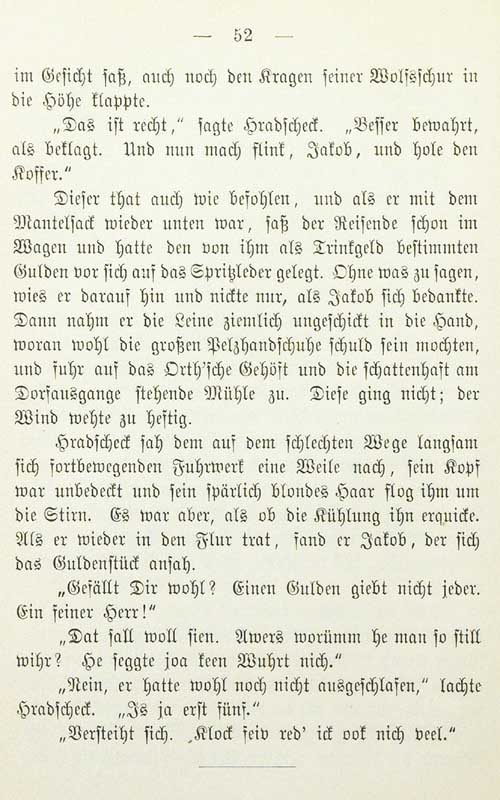 — 52 —
im Gesicht saß, auch noch den Kragen seiner Wolfsschur in
die Höhe klappte.
„Das ist recht,“ sagte Hradscheck. „Besser bewahrt,
als beklagt. Und nun mach flink, Jakob, und hole den
Koffer.“
Dieser that auch wie befohlen, und als er mit dem
Mantelsack wieder unten war, saß der Reisende schon im
Wagen und hatte den von ihm als Trinkgeld bestimmten
Gulden vor sich auf das Spritzleder gelegt. Ohne was zu sagen,
wies er darauf hin und nickte nur, als Jakob sich bedankte.
Dann nahm er die Leine ziemlich ungeschickt in die Hand,
woran wohl die großen Pelzhandschuhe schuld sein mochten,
und fuhr auf das Orth'sche Gehöft und die schattenhaft am
Dorfausgange stehende Mühle zu. Diese ging nicht; der
Wind wehte zu heftig.
Hradscheck sah dem auf dem schlechten Wege langsam
sich fortbewegenden Fuhrwerk eine Weile nach, sein Kopf
war unbedeckt und sein spärlich blondes Haar flog ihm um
die Stirn. Es war aber, als ob die Kühlung ihn erquicke.
Als er wieder in den Flur trat, fand er Jakob, der sich
das Guldenstück ansah.
„Gefällt Dir wohl? Einen Gulden giebt nicht jeder.
Ein feiner Herr!“
„Dat sall woll sien. Awers worümm he man so still
wihr? He seggte joa keen Wuhrt nich.“
„Nein, er hatte wohl noch nicht ausgeschlafen,“ lachte
Hradscheck. „Is ja erst fünf.“
„Versteiht sich. Klock feiv red' ick ook nich veel.“